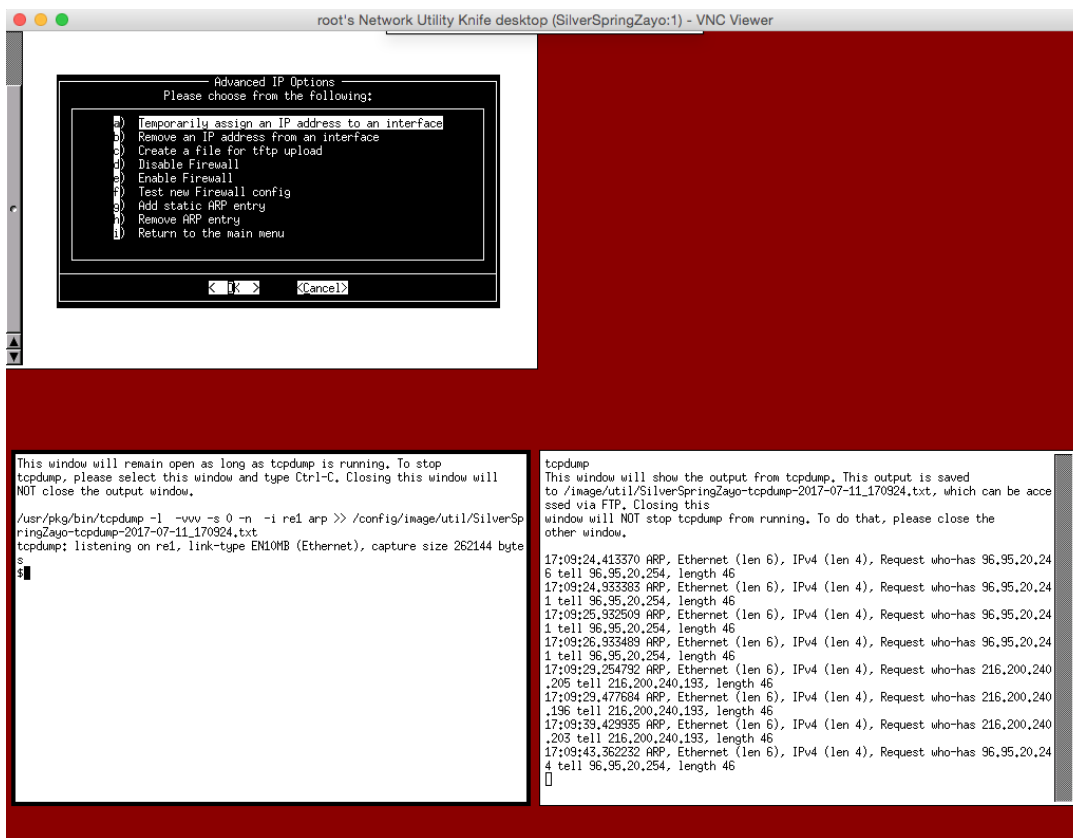 root's Network Utility Knife desktop (SilverSpringZayo:1) - VNC Viewer
Advanced IP Options
Please choose from the following:
a) Temporarily assign an IP address to an interface
b) Remove an IP address from an interface
c) Create a file for tftp upload
d) Disable Firewall
e) Enable Firewall
f) Test new Firewall config
g) Add static ARP entry
h) Remove ARP entry
i) Return to the main menu
< OK > <Cancel>
This window will remain open as long as tcpdump is running. To stop
tcpdump, please select this window and type Ctrl-C. Closing this window will
NOT close the output window.
/usr/pkg/bin/tcpdump -l -vvv -s 0 -n -i re1 arp >> /config/image/util/SilverSp
ringZayo-tcpdump-2017-07-11_170924.txt
tcpdump: listening on re1, link-type EN10MB (Ethernet), capture size 262144 byte
s
$
tcpdump
This window will show the output from tcpdump. This output is saved
to /image/util/SilverSpringZayo-tcpdump-2017-07-11_170924.txt, which can be acce
ssed via FTP. Closing this
window will NOT stop tcpdump from running. To do that, please close the
other window.
17:09:24.413370 ARP, Ethernet (len 6), IPv4 (len 4), Request who-has 96.95.20.24
6 tell 96.95.20.254, length 46
17:09:24.933383 ARP, Ethernet (len 6), IPv4 (len 4), Request who-has 96.95.20.24
1 tell 96.95.20.254, length 46
17:09:25.932509 ARP, Ethernet (len 6), IPv4 (len 4), Request who-has 96.95.20.24
1 tell 96.95.20.254, length 46
17:09:26.933489 ARP, Ethernet (len 6), IPv4 (len 4), Request who-has 96.95.20.24
1 tell 96.95.20.254, length 46
17:09:29.254792 ARP, Ethernet (len 6), IPv4 (len 4), Request who-has 216.200.240
.205 tell 216.200.240.193, length 46
17:09:29.477684 ARP, Ethernet (len 6), IPv4 (len 4), Request who-has 216.200.240
.196 tell 216.200.240.193, length 46
17:09:39.429935 ARP, Ethernet (len 6), IPv4 (len 4), Request who-has 216.200.240
.203 tell 216.200.240.193, length 46
17:09:43.362232 ARP, Ethernet (len 6), IPv4 (len 4), Request who-has 96.95.20.24
4 tell 96.95.20.254, length 46